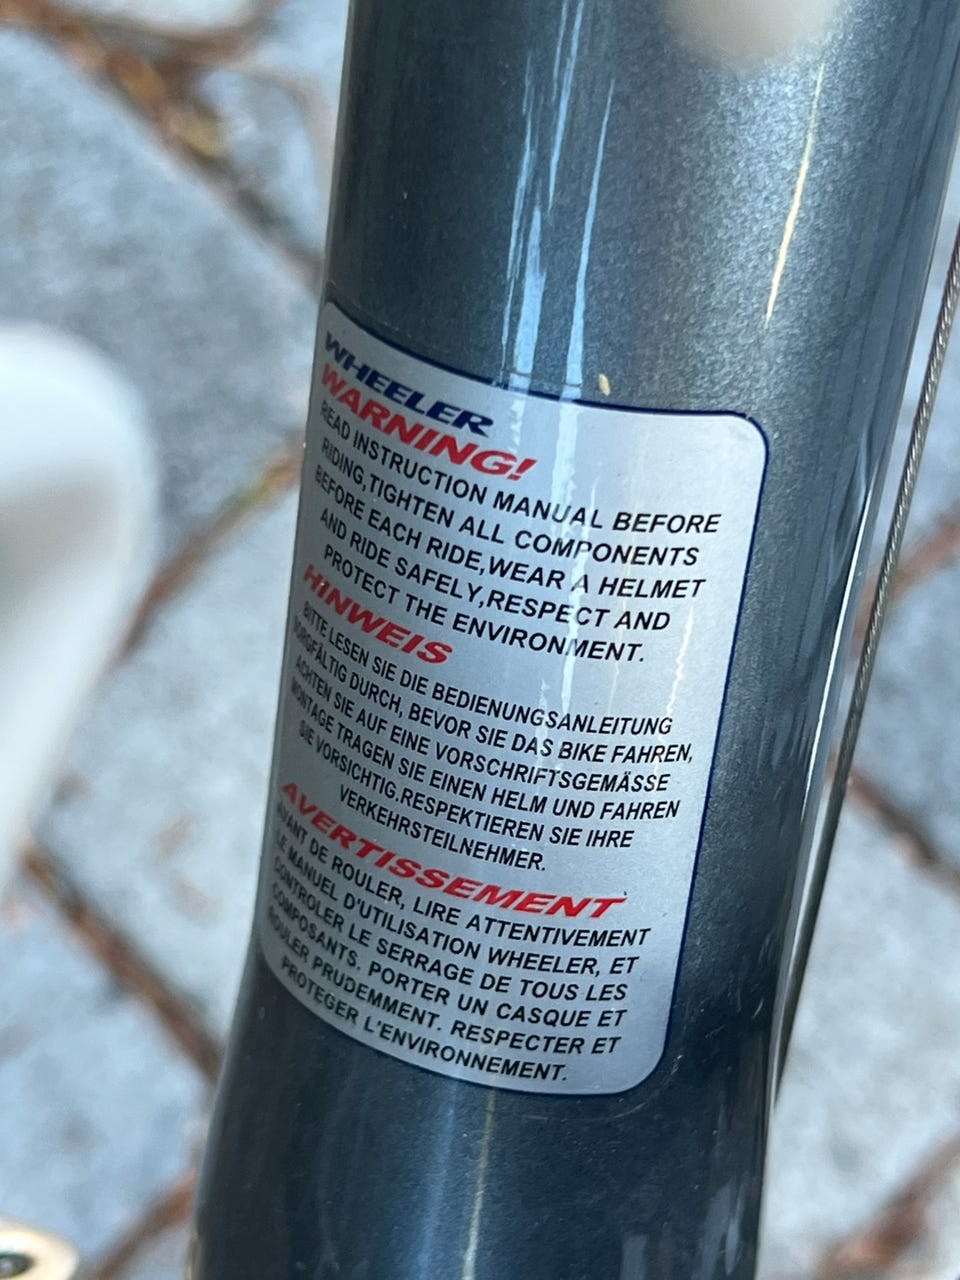 WHEELER
WARNING!
READ INSTRUCTION MANUAL BEFORE
RIDING,TIGHTEN ALL COMPONENTS
BEFORE EACH RIDE,WEAR A HELMET
AND RIDE SAFELY,RESPECT AND
PROTECT THE ENVIRONMENT.
HINWEIS
BITTE LESEN SIE DIE BEDIENUNGSANLEITUNG
SORGFÄLTIG DURCH, BEVOR SIE DAS BIKE FAHREN,
ACHTEN SIE AUF EINE VORSCHRIFTSGEMÄSSE
MONTAGE TRAGEN SIE EINEN HELM UND FAHREN
SIE VORSICHTIG.RESPEKTIEREN SIE IHRE
VERKEHRSTEILNEHMER.
AVERTISSEMENT
AVANT DE ROULER, LIRE ATTENTIVEMENT
LE MANUEL D'UTILISATION WHEELER, ET
CONTROLER LE SERRAGE DE TOUS LES
COMPOSANTS. PORTER UN CASQUE ET
ROULER PRUDEMMENT. RESPECTER ET
PROTEGER L'ENVIRONNEMENT.